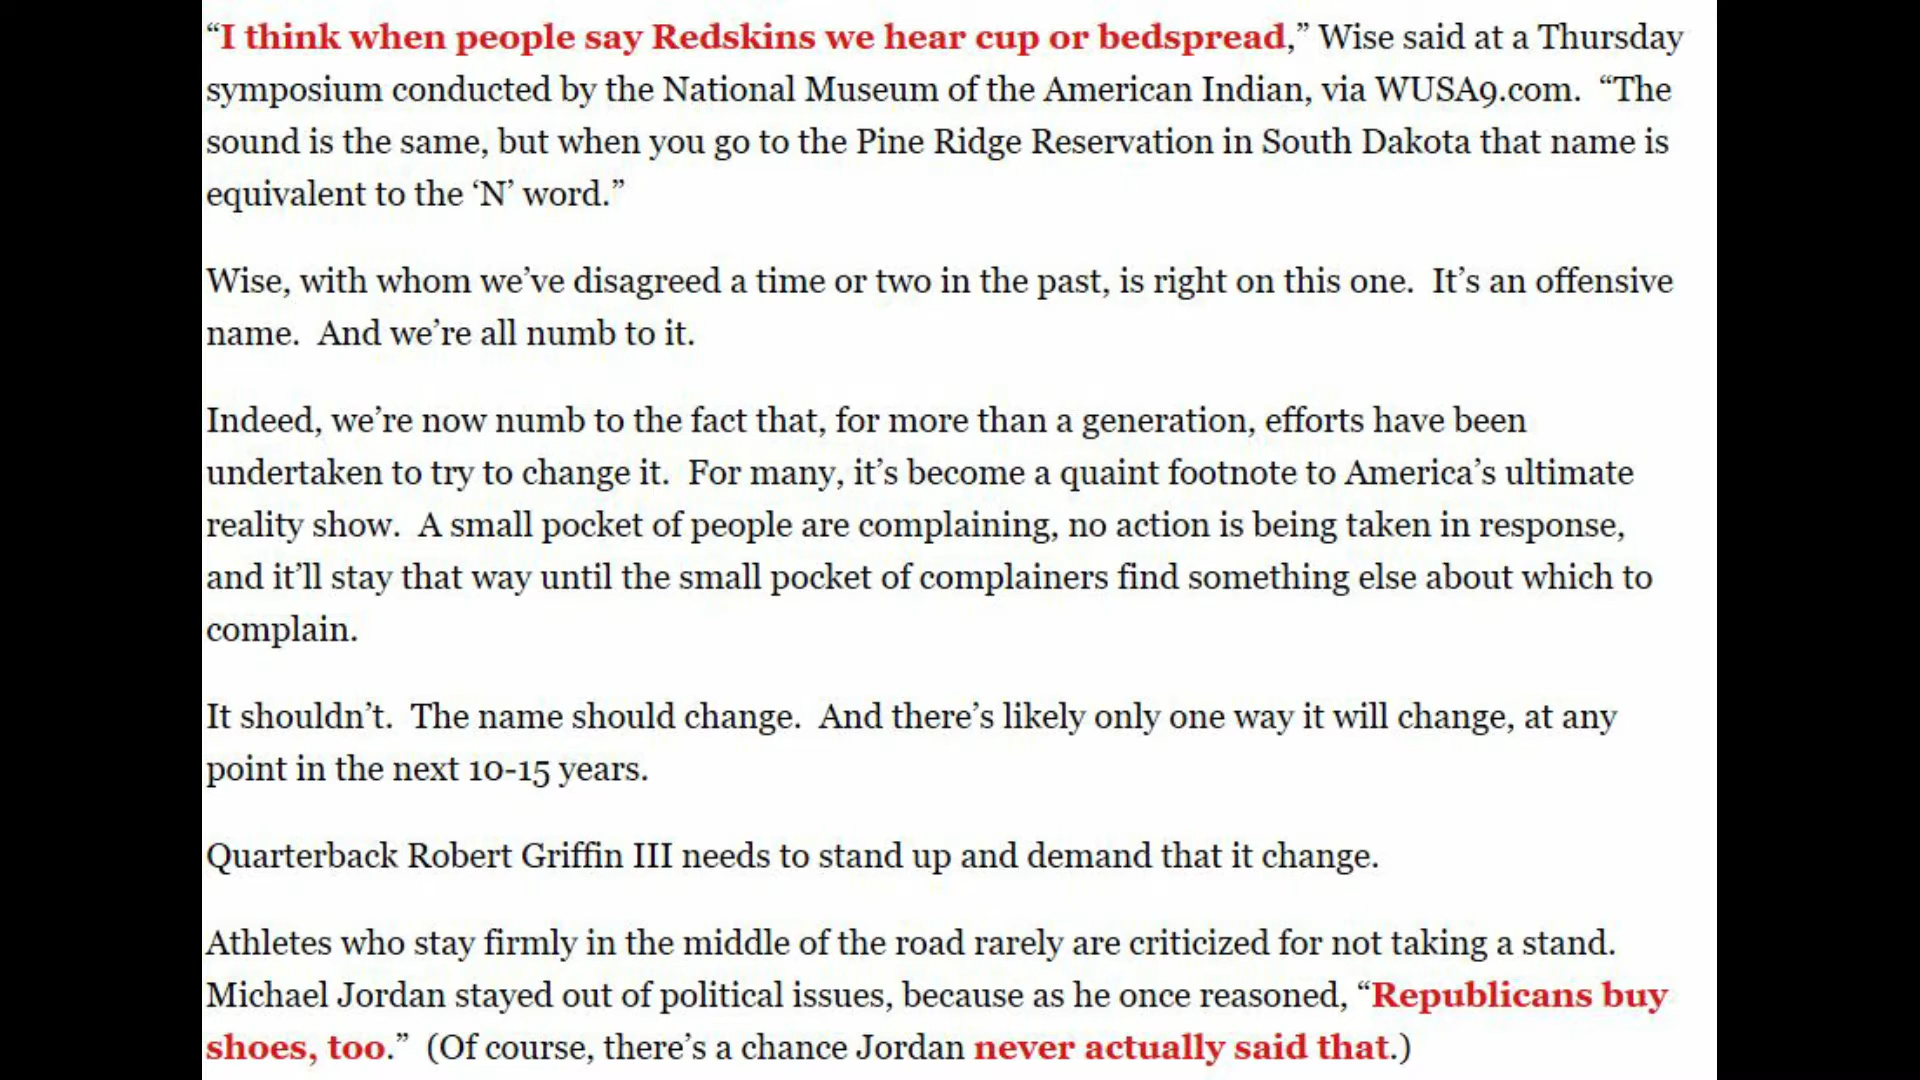 “I think when people say Redskins we hear cup or bedspread,” Wise said at a Thursday
symposium conducted by the National Museum of the American Indian, via WUSA9.com.  “The
sound is the same, but when you go to the Pine Ridge Reservation in South Dakota that name is
equivalent to the ‘N’ word.”
Wise, with whom we’ve disagreed a time or two in the past, is right on this one.  It’s an offensive
name.  And we’re all numb to it.
Indeed, we’re now numb to the fact that, for more than a generation, efforts have been
undertaken to try to change it.  For many, it’s become a quaint footnote to America’s ultimate
reality show.  A small pocket of people are complaining, no action is being taken in response,
and it’ll stay that way until the small pocket of complainers find something else about which to
complain.
It shouldn’t.  The name should change.  And there’s likely only one way it will change, at any
point in the next 10-15 years.
Quarterback Robert Griffin III needs to stand up and demand that it change.
Athletes who stay firmly in the middle of the road rarely are criticized for not taking a stand.
Michael Jordan stayed out of political issues, because as he once reasoned, “Republicans buy
shoes, too.”  (Of course, there’s a chance Jordan never actually said that.)